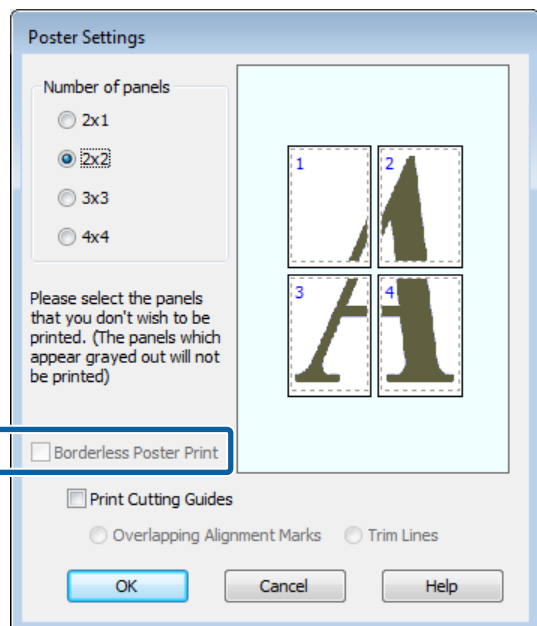 Poster Settings
Number of panels
2x1
2x2
3x3
4x4
1
2
3
4
Please select the panels
that you don't wish to be
printed. (The panels which
appear grayed out will not
be printed)
Borderless Poster Print
Print Cutting Guides
Overlapping Alignment Marks
Trim Lines
OK
Cancel
Help